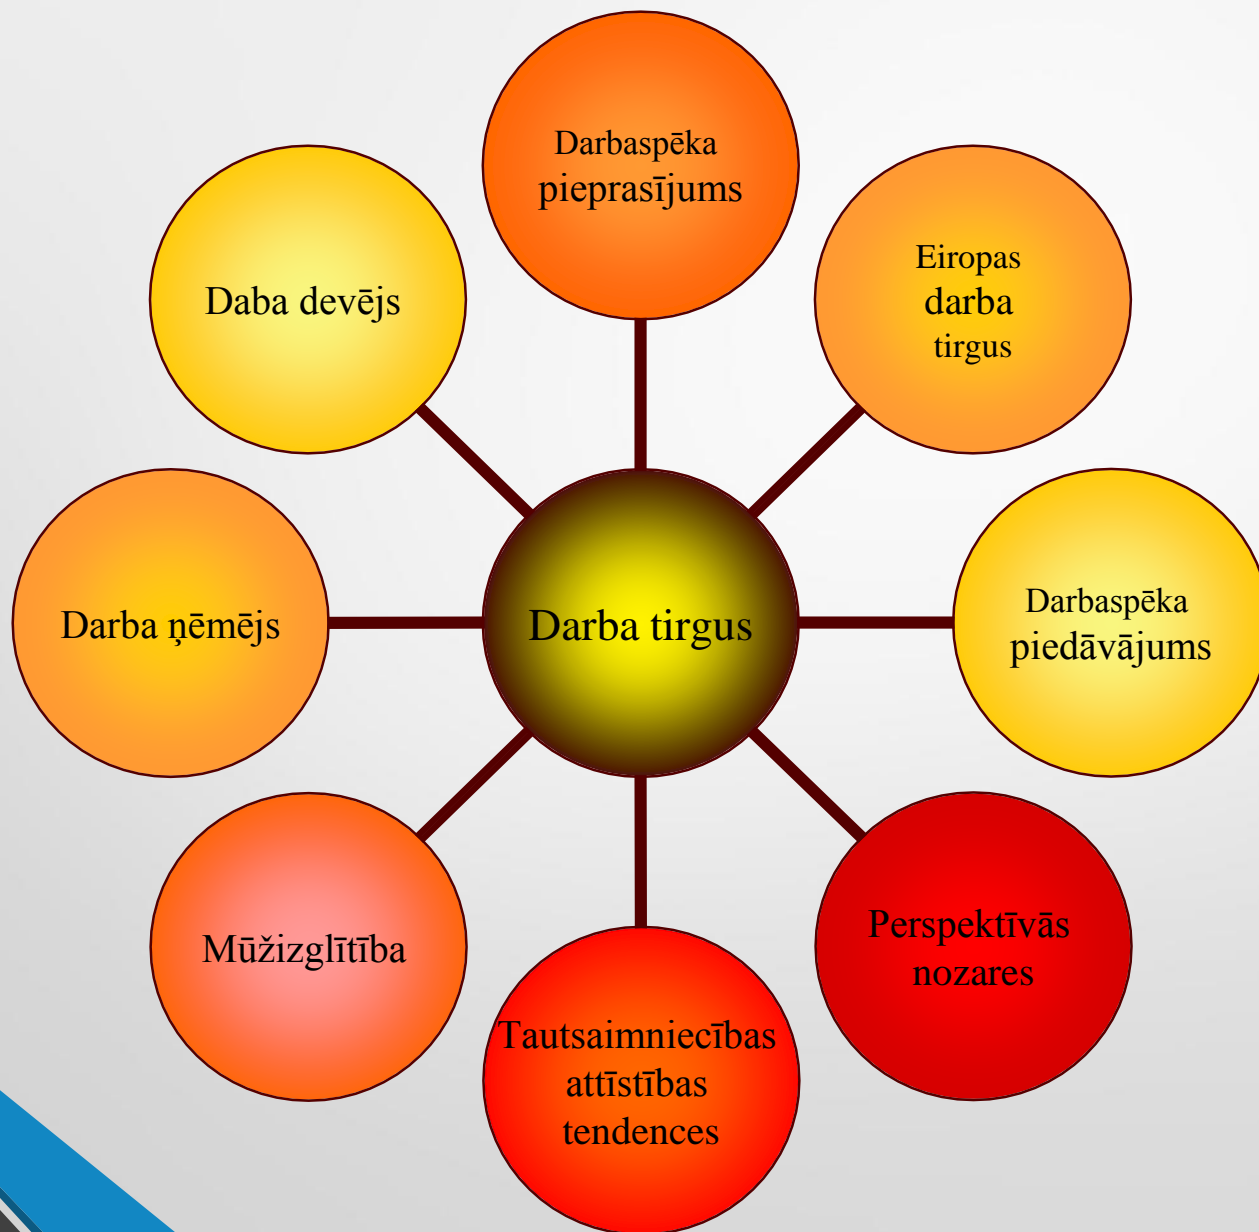 Darbaspēka
pieprasījums
Eiropas
darba
tirgus
Daba devējs
Darbaspēka
piedāvājums
Darba ņēmējs
Darba tirgus
Perspektīvās
nozares
Mūžizglītība
Tautsaimniecības
attīstības
tendences